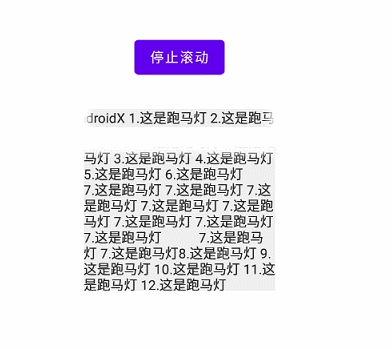 停止滚动
droidX 1.这是跑马灯 2.这是跑马
马灯 3.这是跑马灯 4.这是跑马灯
5.这是跑马灯 6.这是跑马灯
7.这是跑马灯 7.这是跑马灯 7.这
是跑马灯 7.这是跑马灯 7.这是跑
马灯 7.这是跑马灯 7.这是跑马灯
7.这是跑马灯 7.这是跑马
灯 7.这是跑马灯8.这是跑马灯 9.
这是跑马灯 10.这是跑马灯 11.这
是跑马灯 12.这是跑马灯